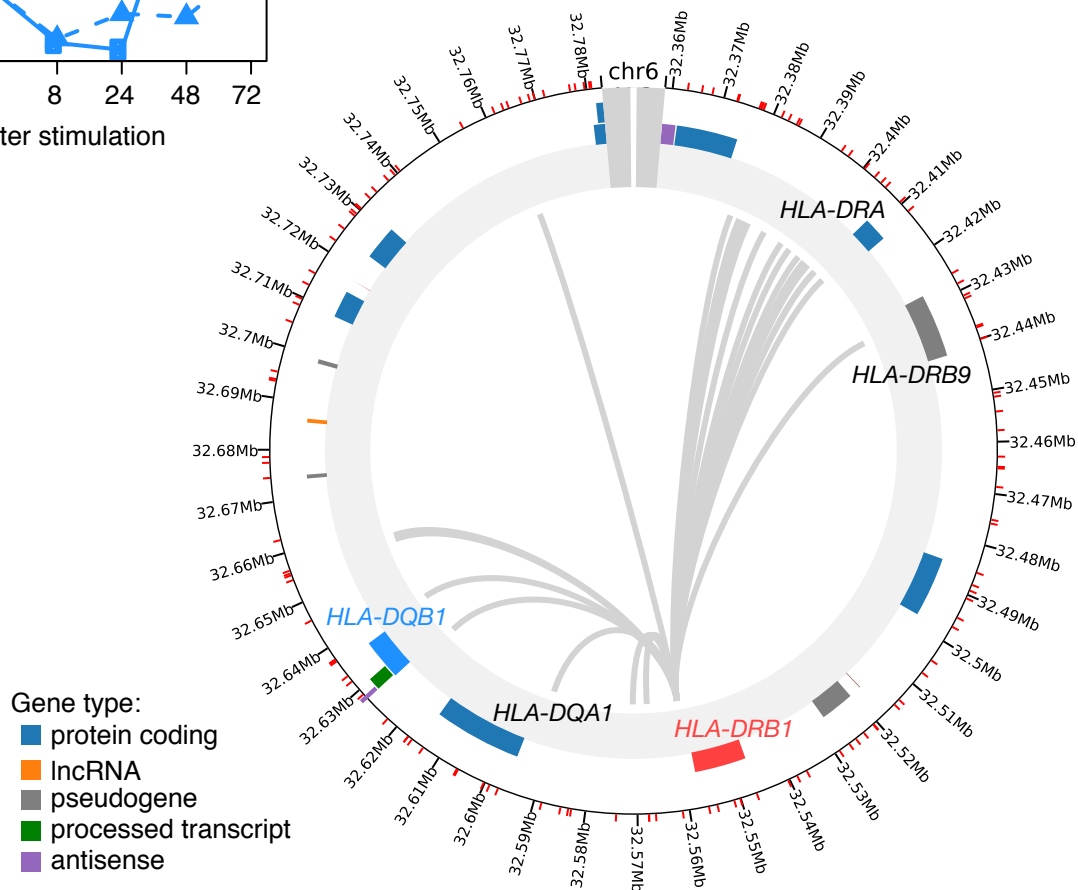 8 24 48 72
ter stimulation
chr6
32.36Mb
32.37Mb
32.38Mb
32.39Mb
32.4Mb
32.41Mb
32.42Mb
32.43Mb
32.44Mb
32.45Mb
32.46Mb
32.47Mb
32.48Mb
32.49Mb
32.5Mb
32.51Mb
32.52Mb
32.53Mb
32.54Mb
32.55Mb
32.56Mb
32.57Mb
32.58Mb
32.59Mb
32.6Mb
32.61Mb
32.62Mb
32.63Mb
32.64Mb
32.65Mb
32.66Mb
32.67Mb
32.68Mb
32.69Mb
32.7Mb
32.71Mb
32.72Mb
32.73Mb
32.74Mb
32.75Mb
32.76Mb
32.77Mb
32.78Mb
HLA-DRA
HLA-DRB9
HLA-DQB1
HLA-DQA1
HLA-DRB1
Gene type:
protein coding
lncRNA
pseudogene
processed transcript
antisense